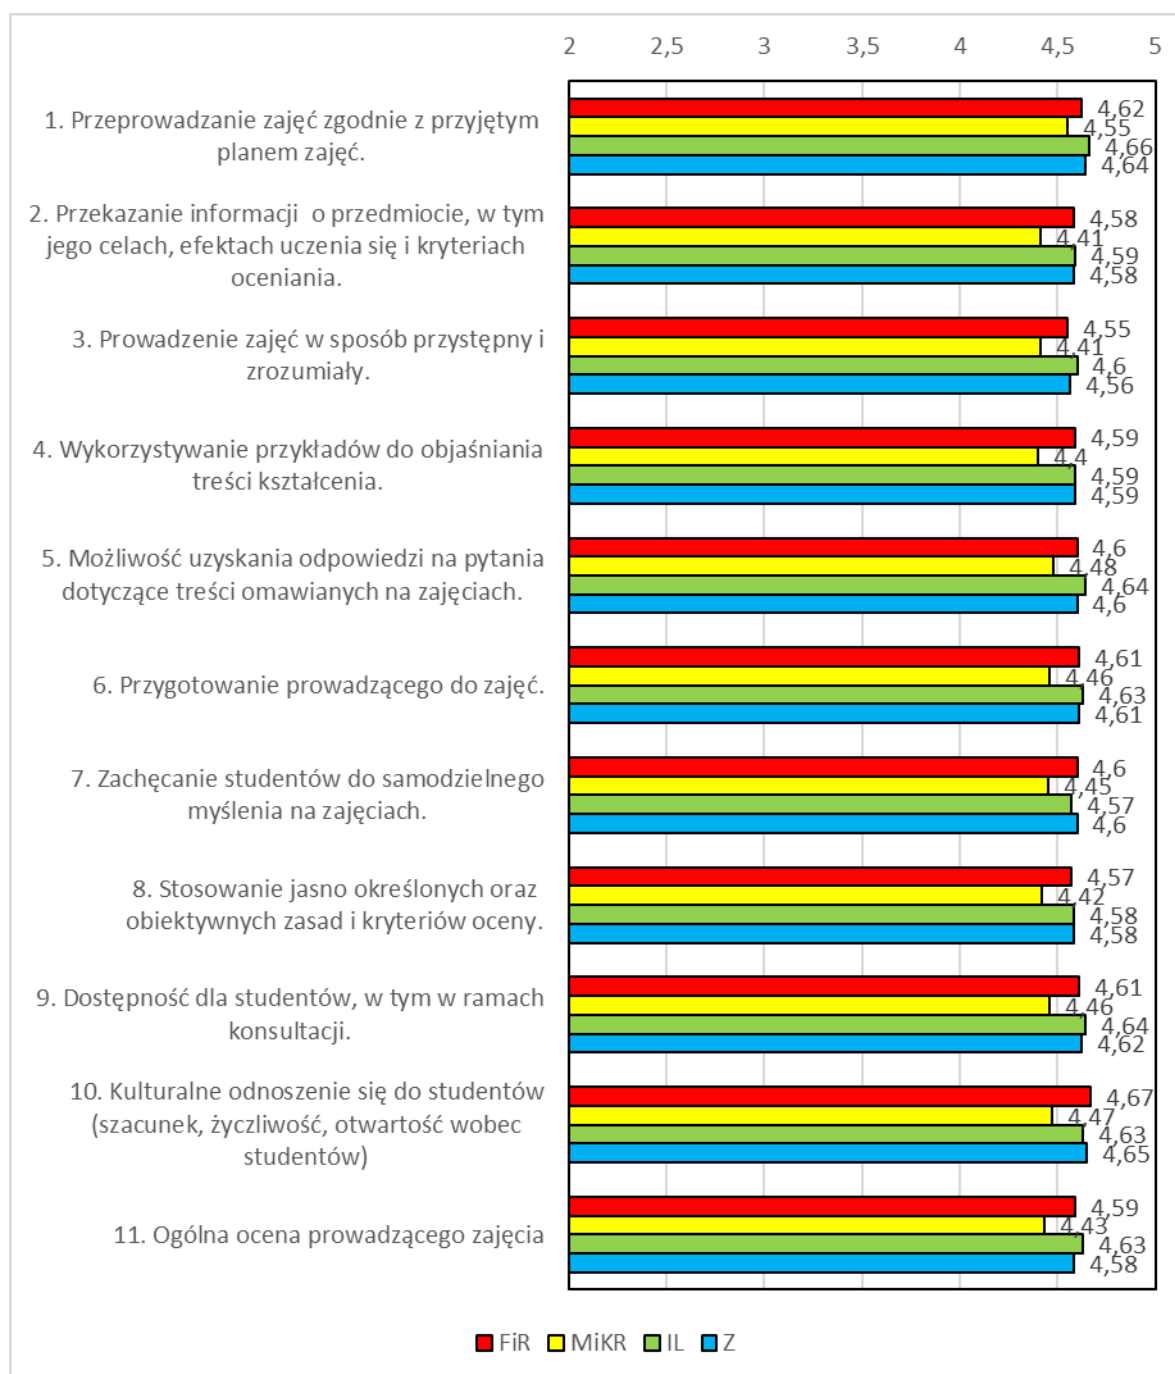 2 2,5 3 3,5 4 4,5 5
1. Przeprowadzanie zajęć zgodnie z przyjętym
planem zajęć.
4,62
4,55
4,66
4,64
2. Przekazanie informacji o przedmiocie, w tym
jego celach, efektach uczenia się i kryteriach
oceniania.
4,58
4,41
4,59
4,58
3. Prowadzenie zajęć w sposób przystępny i
zrozumiały.
4,55
4,41
4,6
4,56
4. Wykorzystywanie przykładów do objaśniania
treści kształcenia.
4,59
4,4
4,59
4,59
5. Możliwość uzyskania odpowiedzi na pytania
dotyczące treści omawianych na zajęciach.
4,6
4,48
4,64
4,6
6. Przygotowanie prowadzącego do zajęć.
4,61
4,46
4,63
4,61
7. Zachęcanie studentów do samodzielnego
myślenia na zajęciach.
4,6
4,45
4,57
4,6
8. Stosowanie jasno określonych oraz
obiektywnych zasad i kryteriów oceny.
4,57
4,42
4,58
4,58
9. Dostępność dla studentów, w tym w ramach
konsultacji.
4,61
4,46
4,64
4,62
10. Kulturalne odnoszenie się do studentów
(szacunek, życzliwość, otwartość wobec
studentów)
4,67
4,47
4,63
4,65
11. Ogólna ocena prowadzącego zajęcia
4,59
4,43
4,63
4,58
FiR MiKR IL Z